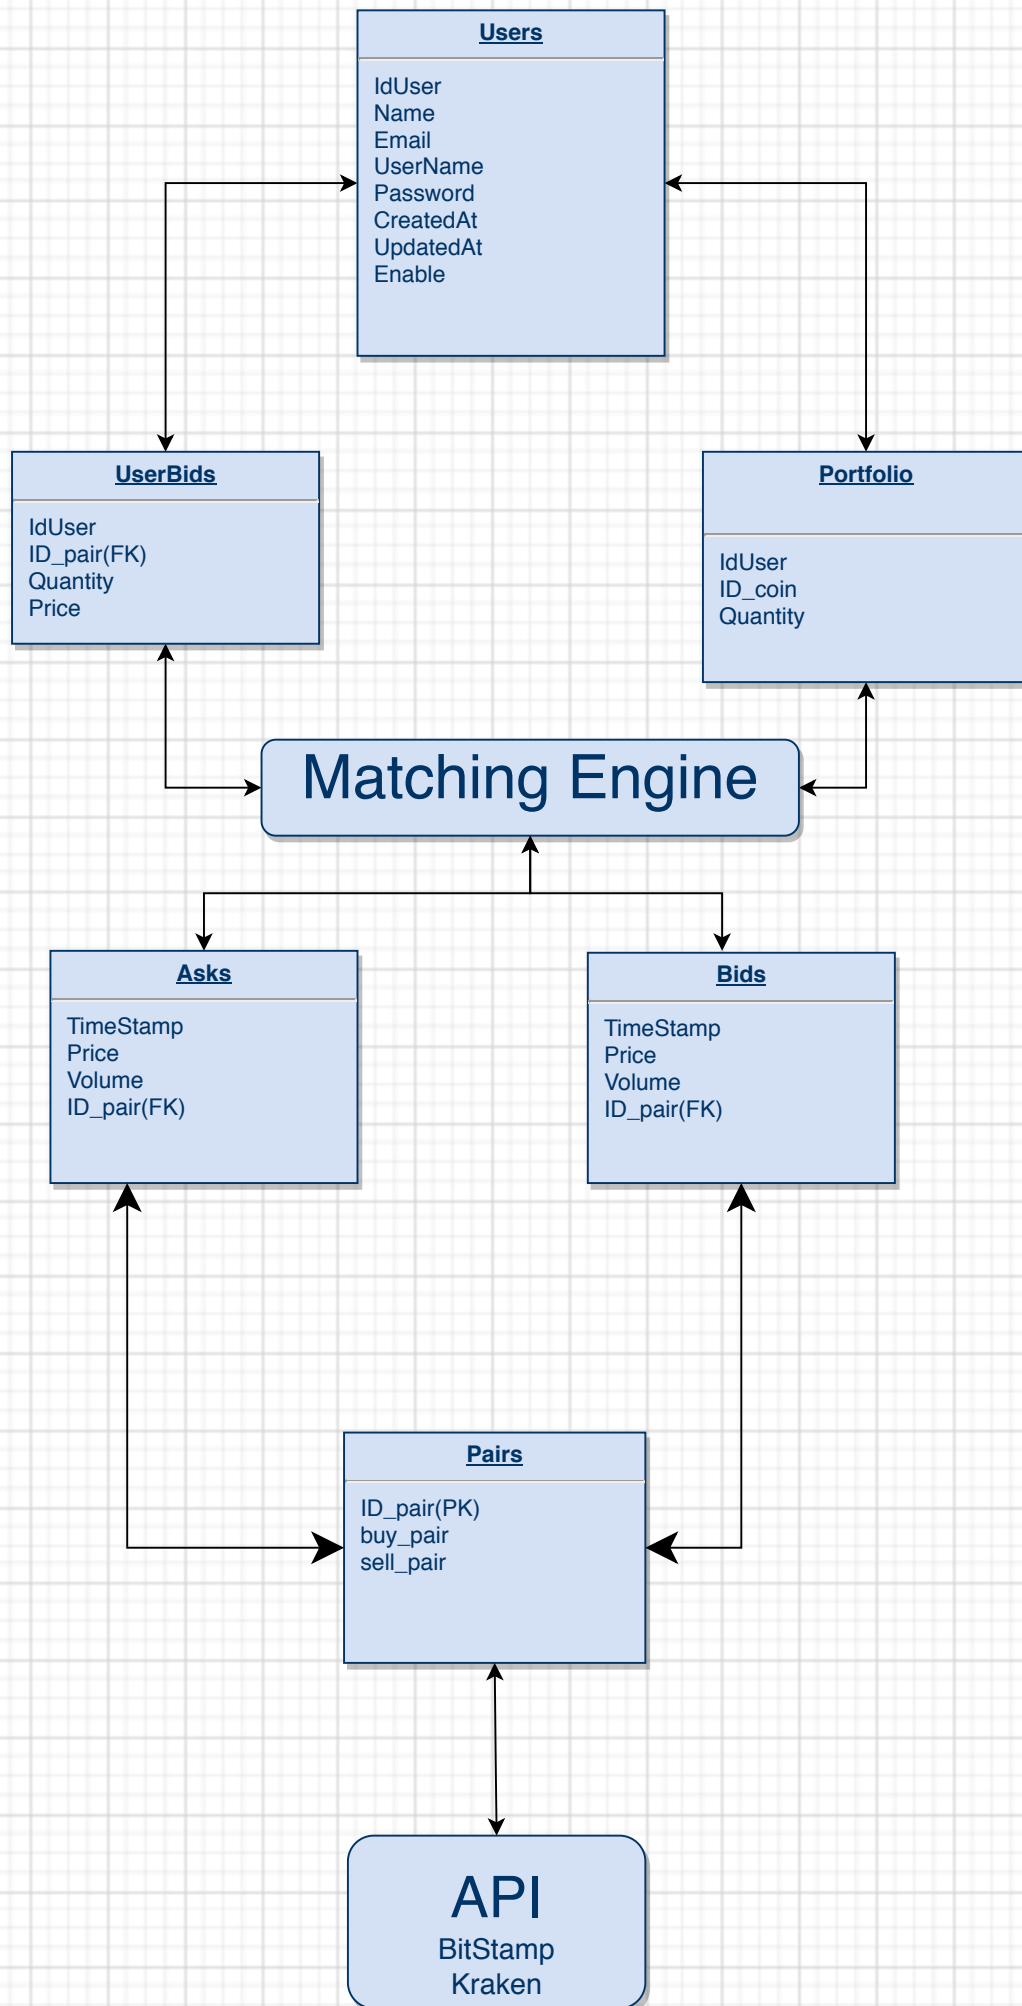 Users
IdUser
Name
Email
UserName
Password
CreatedAt
UpdatedAt
Enable
UserBids
IdUser
ID_pair(FK)
Quantity
Price
Portfolio
IdUser
ID_coin
Quantity
Matching Engine
Asks
TimeStamp
Price
Volume
ID_pair(FK)
Bids
TimeStamp
Price
Volume
ID_pair(FK)
Pairs
ID_pair(PK)
buy_pair
sell_pair
API
BitStamp
Kraken